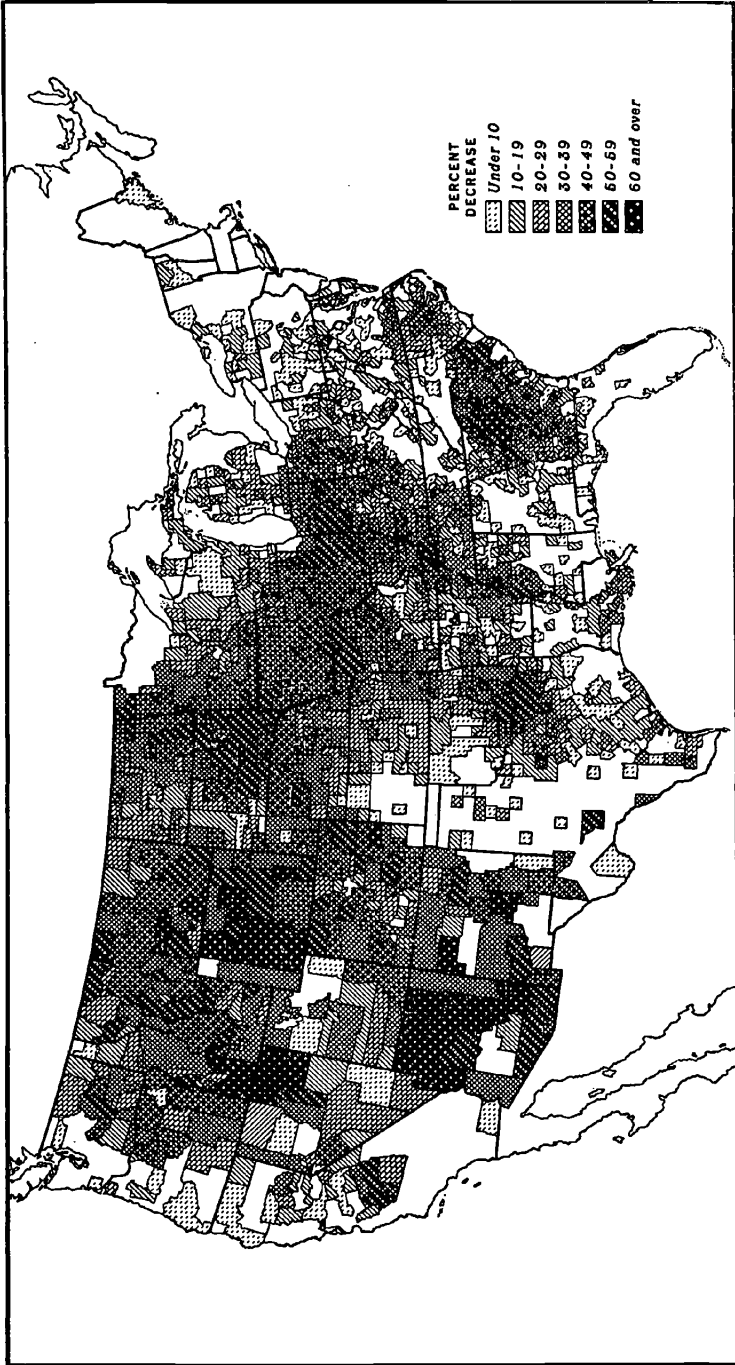 PERCENT
DECREASE
Under 10
10-19
20-29
30-39
40-49
50-59
60 and over